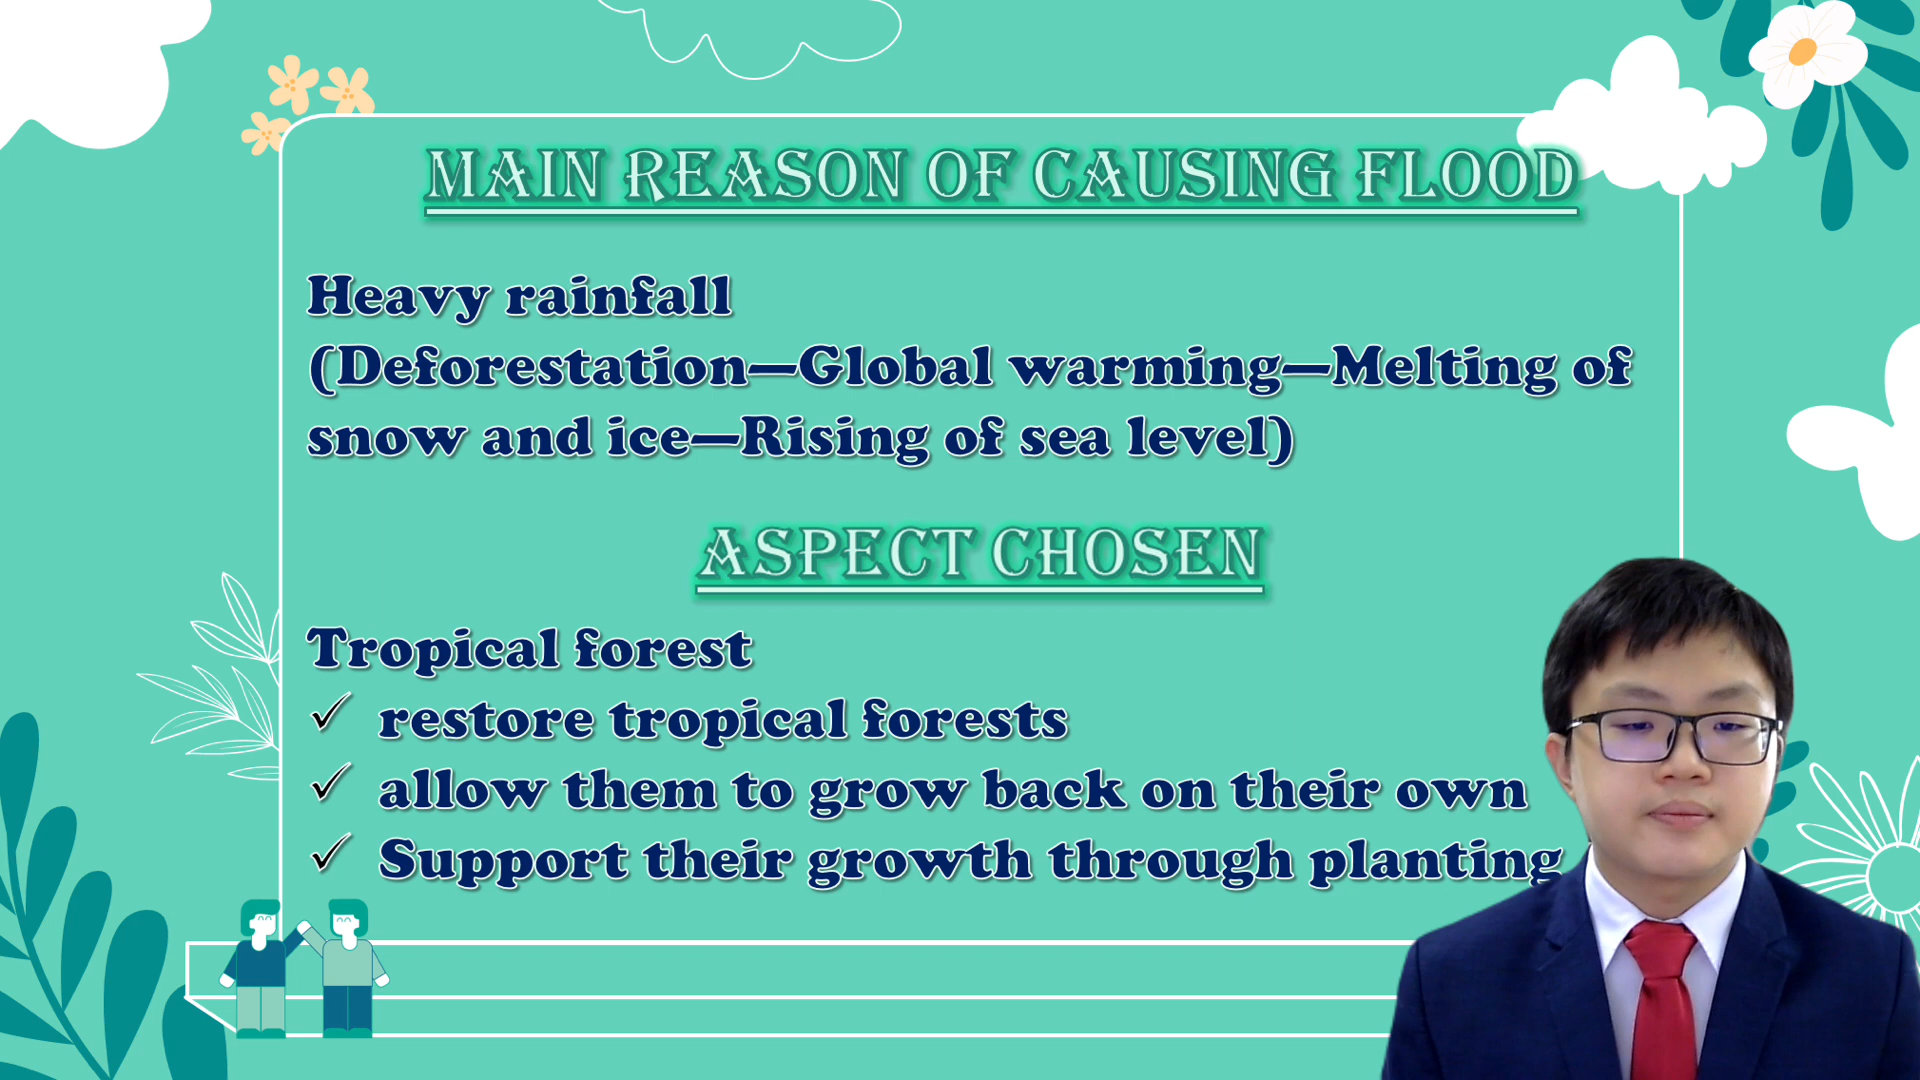 MAIN REASON OF CAUSING FLOOD
Heavy rainfall
(Deforestation—Global warming—Melting of
snow and ice—Rising of sea level)
ASPECT CHOSEN
Tropical forest
✓ restore tropical forests
✓ allow them to grow back on their own
✓ Support their growth through planting